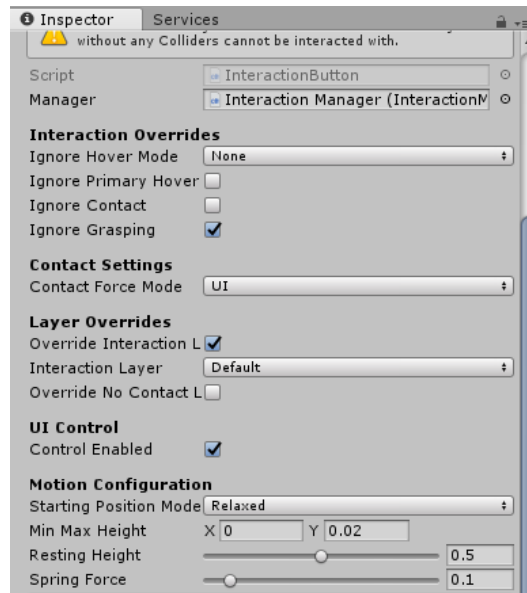 Inspector Services
without any Colliders cannot be interacted with.
Script InteractionButton
Manager Interaction Manager (InteractionM
Interaction Overrides
Ignore Hover Mode None
Ignore Primary Hover
Ignore Contact
Ignore Grasping
Contact Settings
Contact Force Mode UI
Layer Overrides
Override Interaction L
Interaction Layer Default
Override No Contact L
UI Control
Control Enabled
Motion Configuration
Starting Position Mode Relaxed
Min Max Height X 0 Y 0.02
Resting Height 0.5
Spring Force 0.1